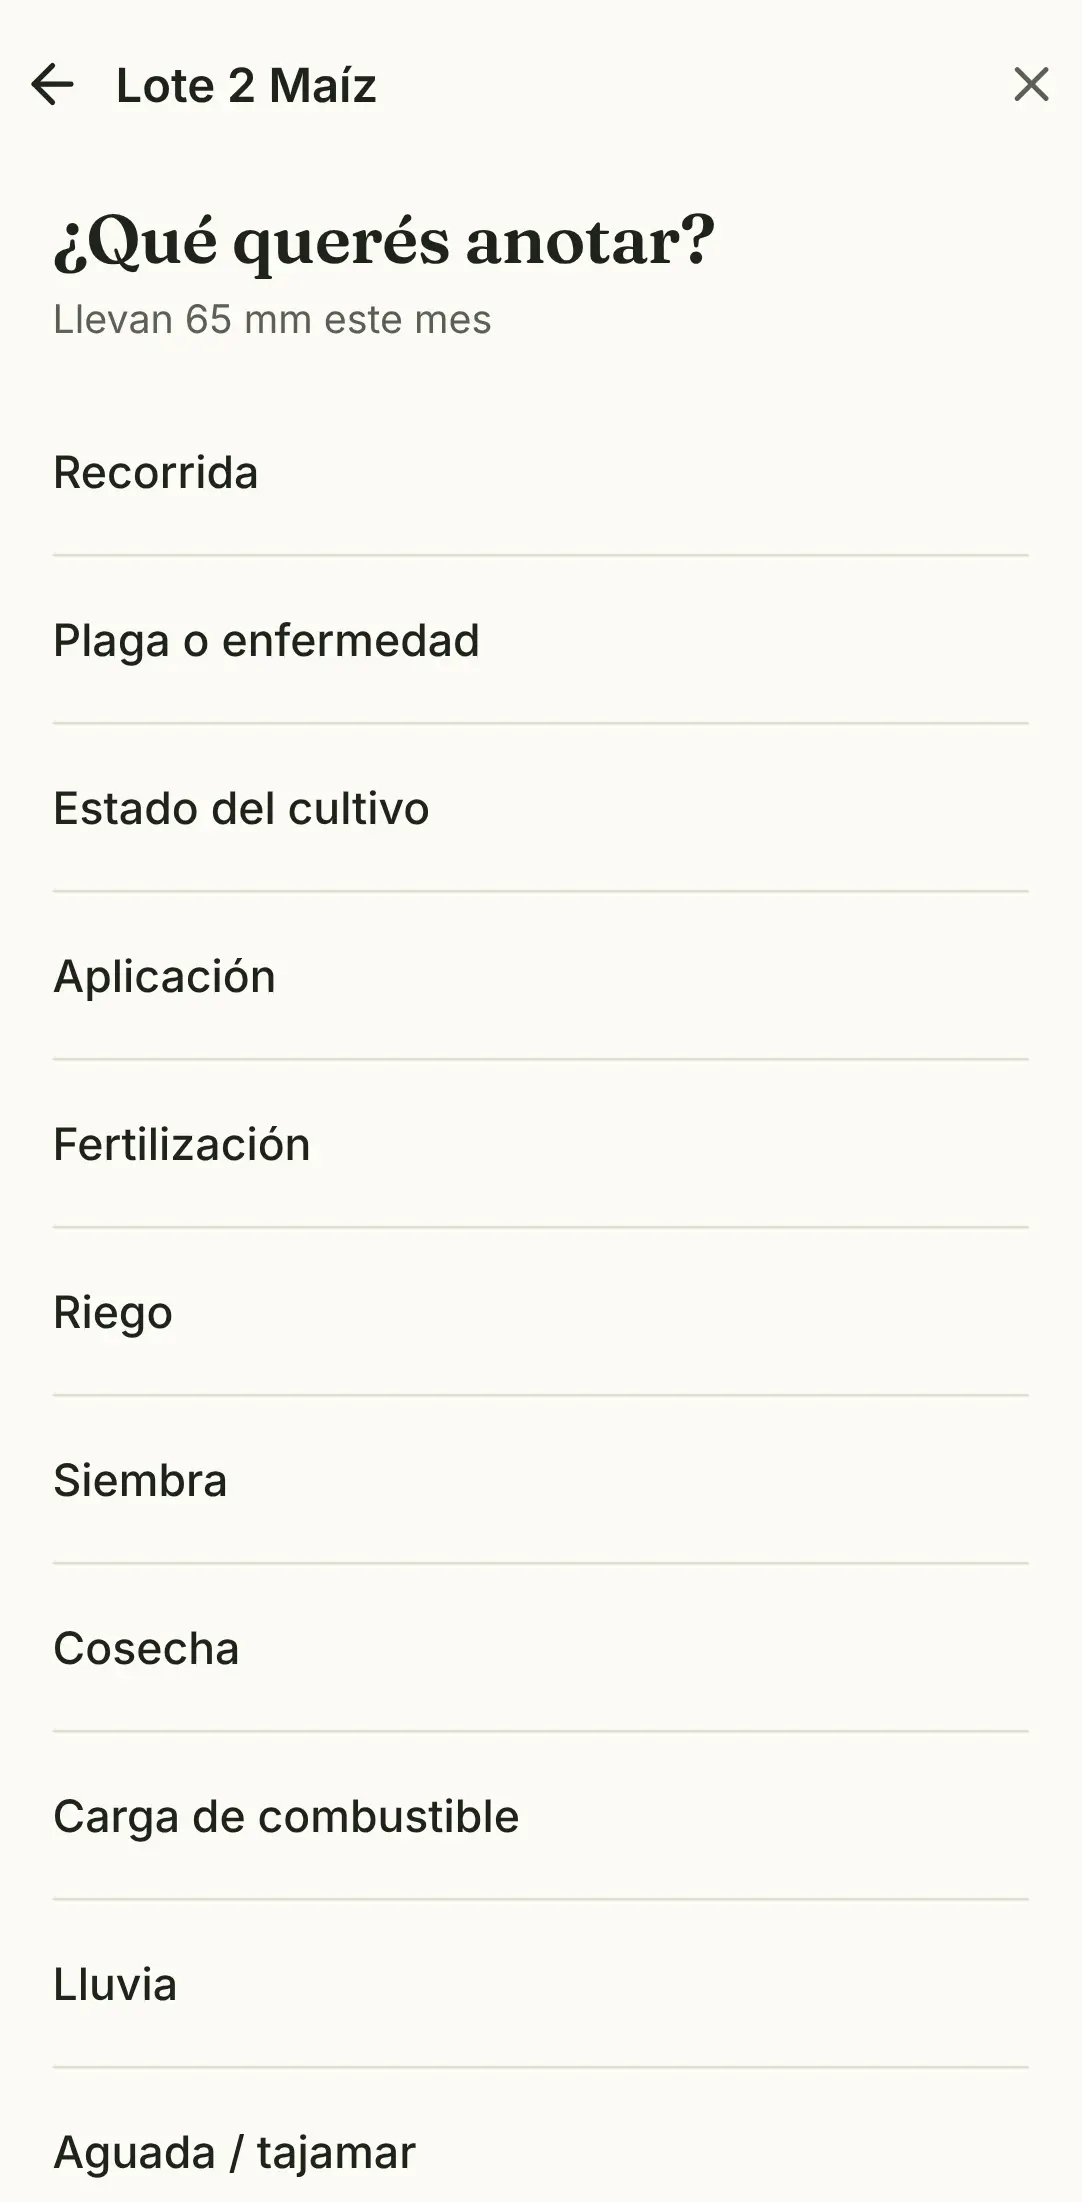 Lote 2 Maíz
¿Qué querés anotar?
Llevan 65 mm este mes
Recorrida
Plaga o enfermedad
Estado del cultivo
Aplicación
Fertilización
Riego
Siembra
Cosecha
Carga de combustible
Lluvia
Aguada / tajamar